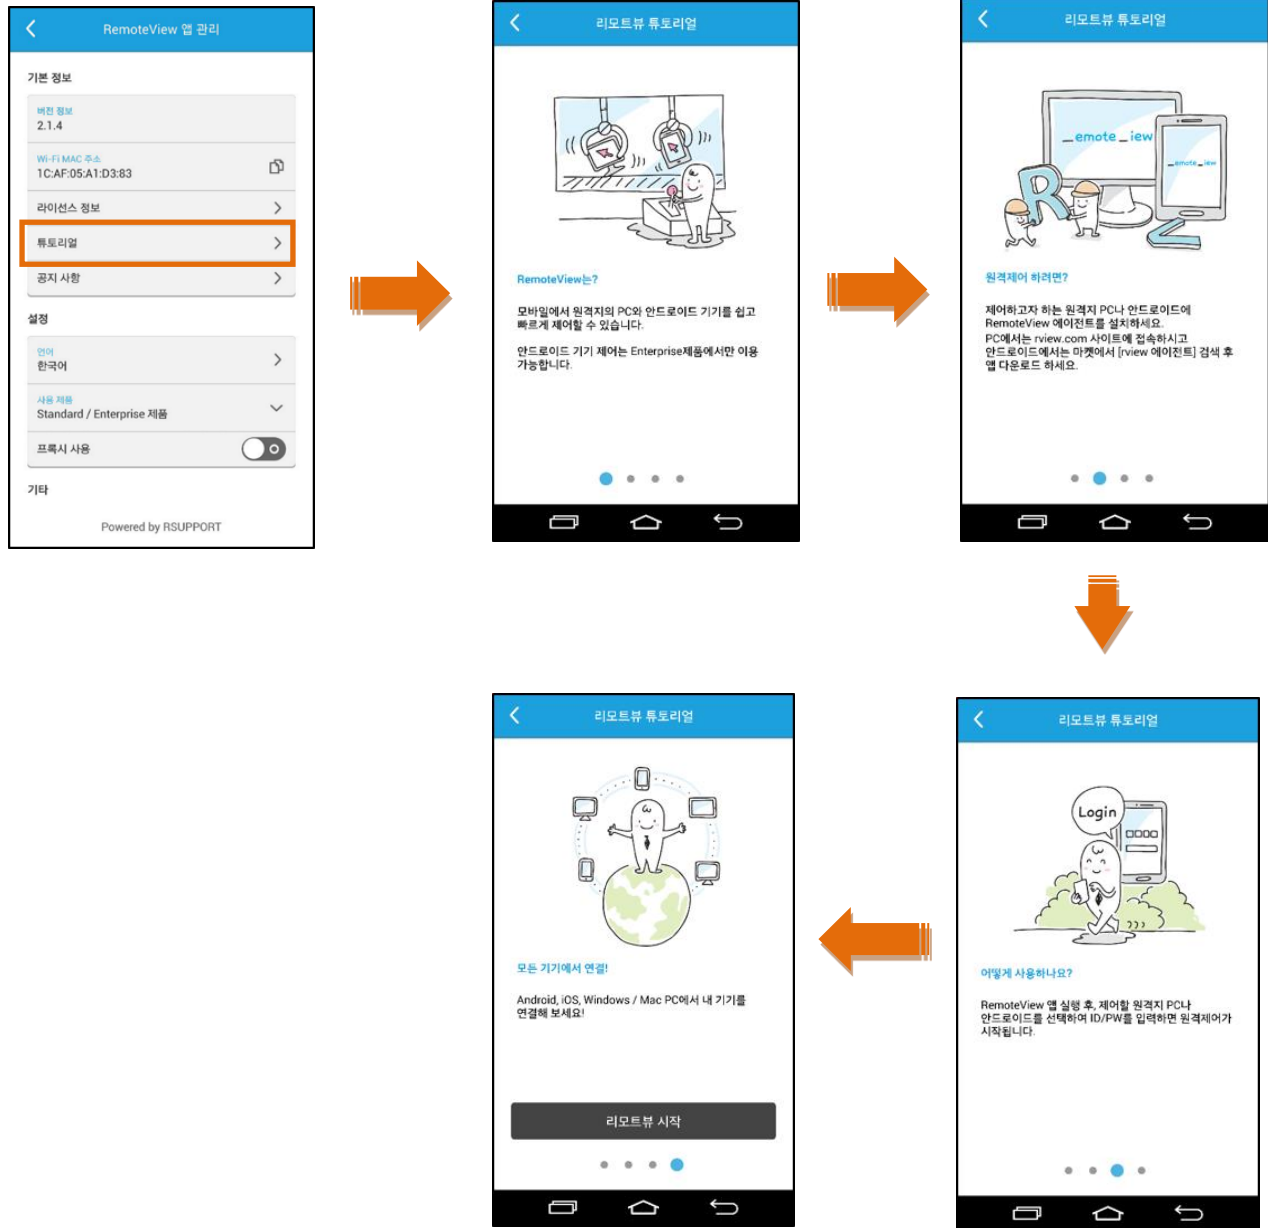 RemoteView 앱 관리
기본 정보
버전 정보
2.1.4
Wi-Fi MAC 주소
1C:AF:05:A1:D3:83
라이선스 정보
튜토리얼
공지 사항
설정
언어
한국어
사용 제품
Standard / Enterprise 제품
프록시 사용
기타
Powered by RSUPPORT
리모트뷰 튜토리얼
RemoteView는?
모바일에서 원격지의 PC와 안드로이드 기기를 쉽고
빠르게 제어할 수 있습니다.
안드로이드 기기 제어는 Enterprise제품에서만 이용
가능합니다.
리모트뷰 튜토리얼
_emote_iew
_emote_iew
R
V
원격제어 하려면?
제어하고자 하는 원격지 PC나 안드로이드에
RemoteView 에이전트를 설치하세요.
PC에서는 rview.com 사이트에 접속하시고
안드로이드에서는 마켓에서 [rview 에이전트] 검색 후
앱 다운로드 하세요.
리모트뷰 튜토리얼
Login
어떻게 사용하나요?
RemoteView 앱 실행 후, 제어할 원격지 PC나
안드로이드를 선택하여 ID/PW를 입력하면 원격제어가
시작됩니다.
리모트뷰 튜토리얼
모든 기기에서 연결!
Android, iOS, Windows / Mac PC에서 내 기기를
연결해 보세요!
리모트뷰 시작